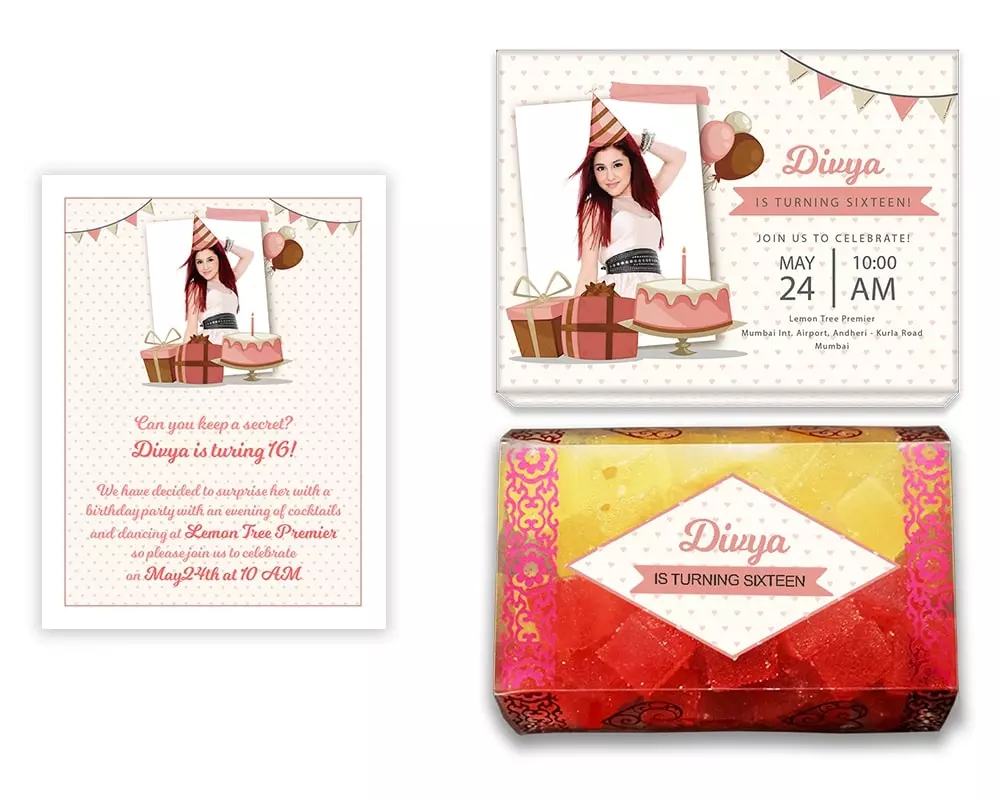 Can you keep a secret?
Divya is turing 16!
We have decided to surprise her with a
birthday party with an evening of cocktails
and dancing at Lemon Tree Premier
so please join us to celebrate
on May24th at 10 AM
Divya
IS TURNING SIXTEEN!
JOIN US TO CELEBRATE!
MAY
24
10:00
AM
Lemon Tree Premier
Mumbai Int. Airport, Andheri - Kurla Road
Mumbai
Divya
IS TURNING SIXTEEN